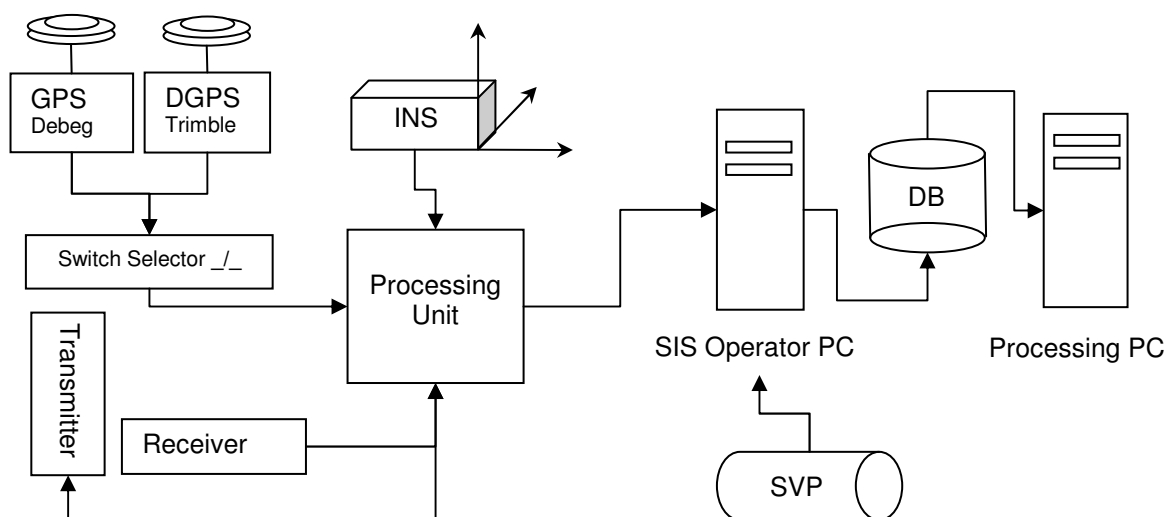 GPS
Debeg
DGPS
Trimble
INS
DB
Switch Selector _/_
Processing
Unit
Transmitter
Receiver
SIS Operator PC
Processing PC
SVP